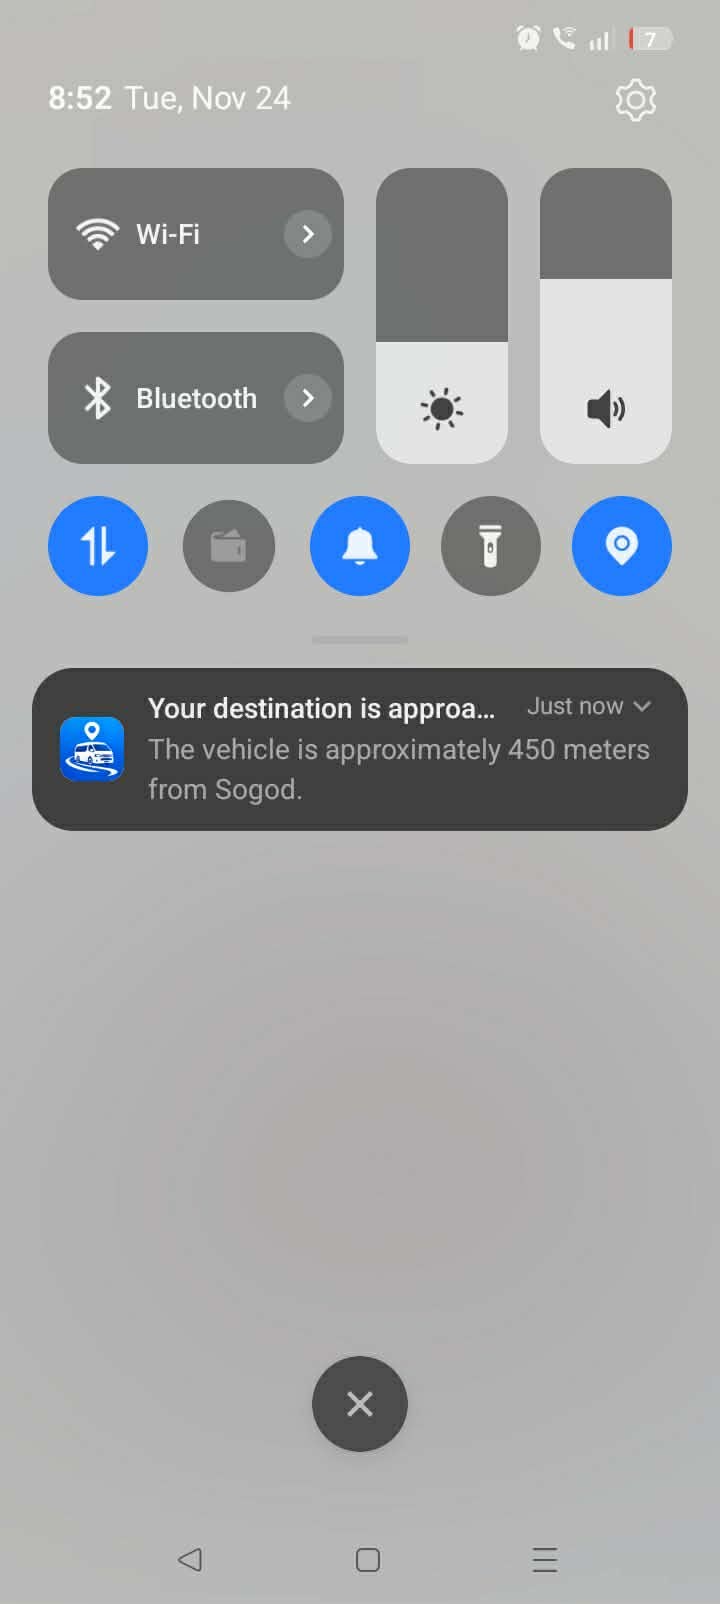 7
8:52 Tue, Nov 24
Wi-Fi
Bluetooth
Your destination is approa... Just now
The vehicle is approximately 450 meters
from Sogod.